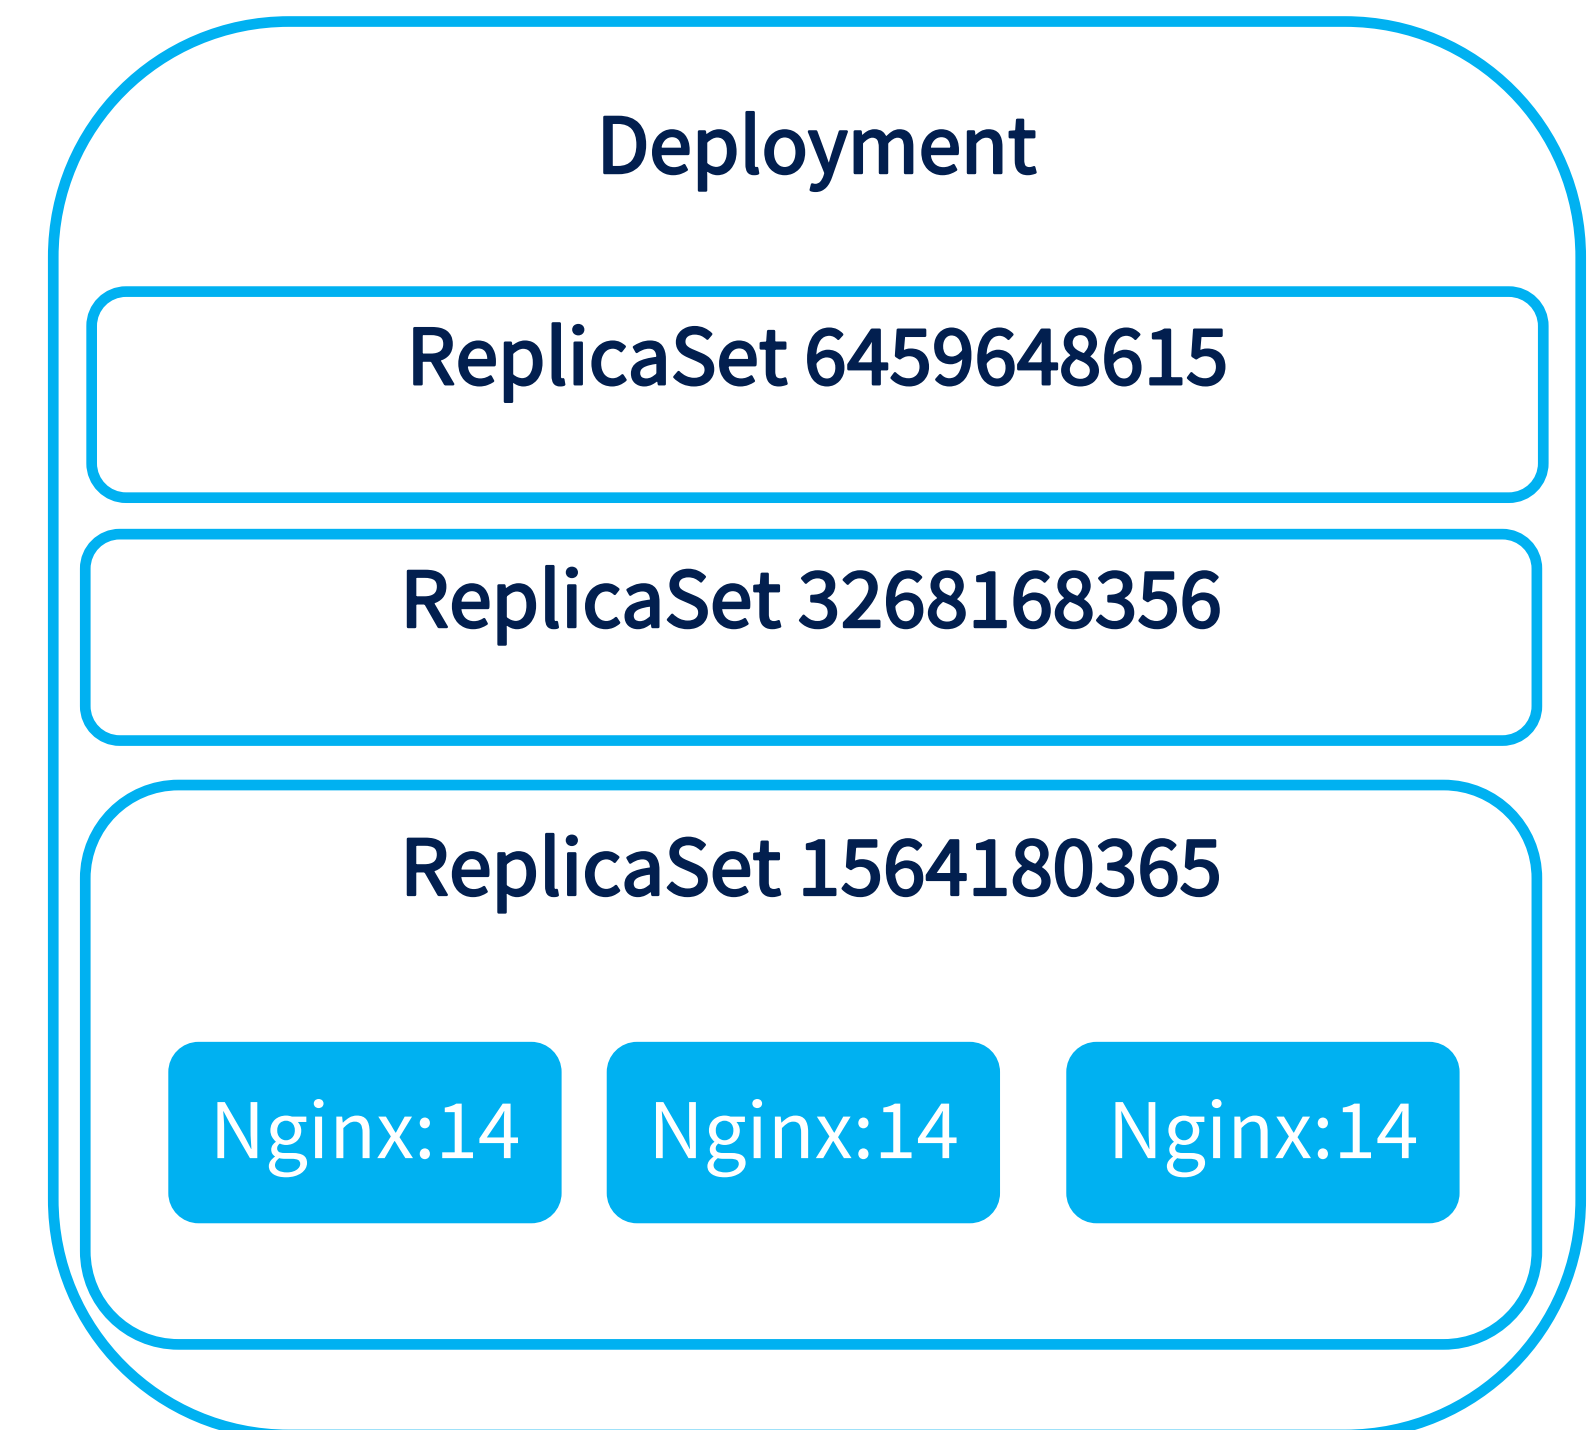 Deployment
ReplicaSet 6459648615
ReplicaSet 3268168356
ReplicaSet 1564180365
Nginx:14 Nginx:14 Nginx:14